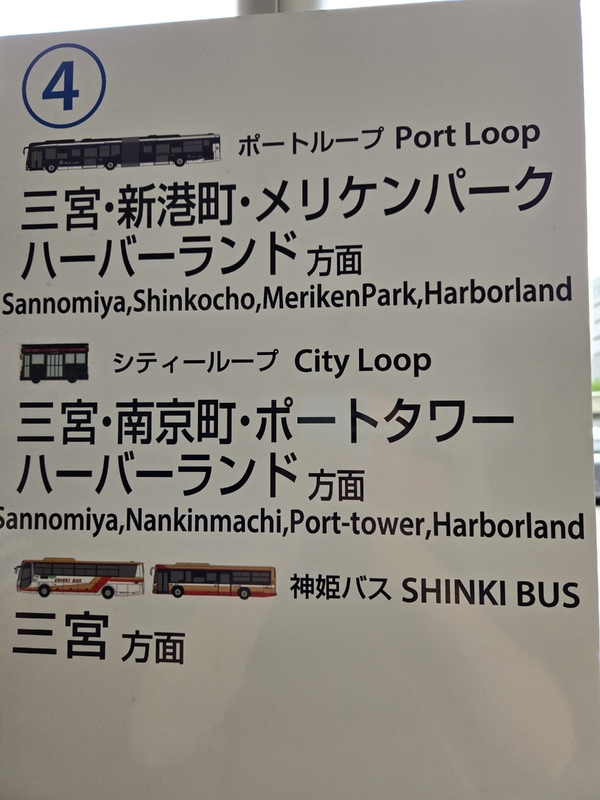 ④
ポートループ Port Loop
三宮・新港町・メリケンパーク
ハーバーランド 方面
Sannomiya,Shinkocho,MerikenPark,Harborland
シティーループ City Loop
三宮・南京町・ポートタワー
ハーバーランド 方面
Sannomiya,Nankinmachi,Port-tower,Harborland
SHINKI BUS
神姫バス SHINKI BUS
三宮 方面